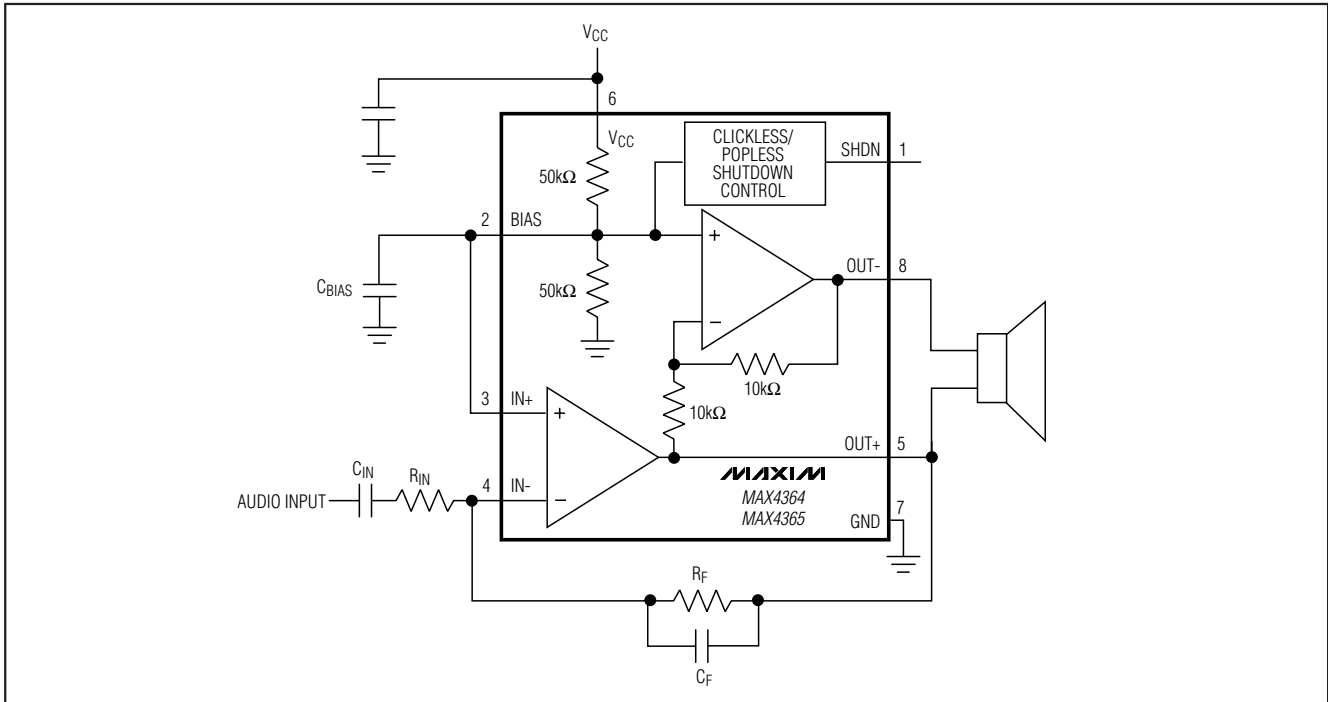 VCC
6
VCC
CLICKLESS/
POPLESS
SHUTDOWN
CONTROL
SHDN 1
50kΩ
2 BIAS
+
OUT- 8
CBIAS
50kΩ
−
10kΩ
10kΩ
3 IN+
+
OUT+ 5
MAXIM
CIN
RIN
AUDIO INPUT
4 IN-
−
MAX4364
MAX4365
7
GND
RF
CF